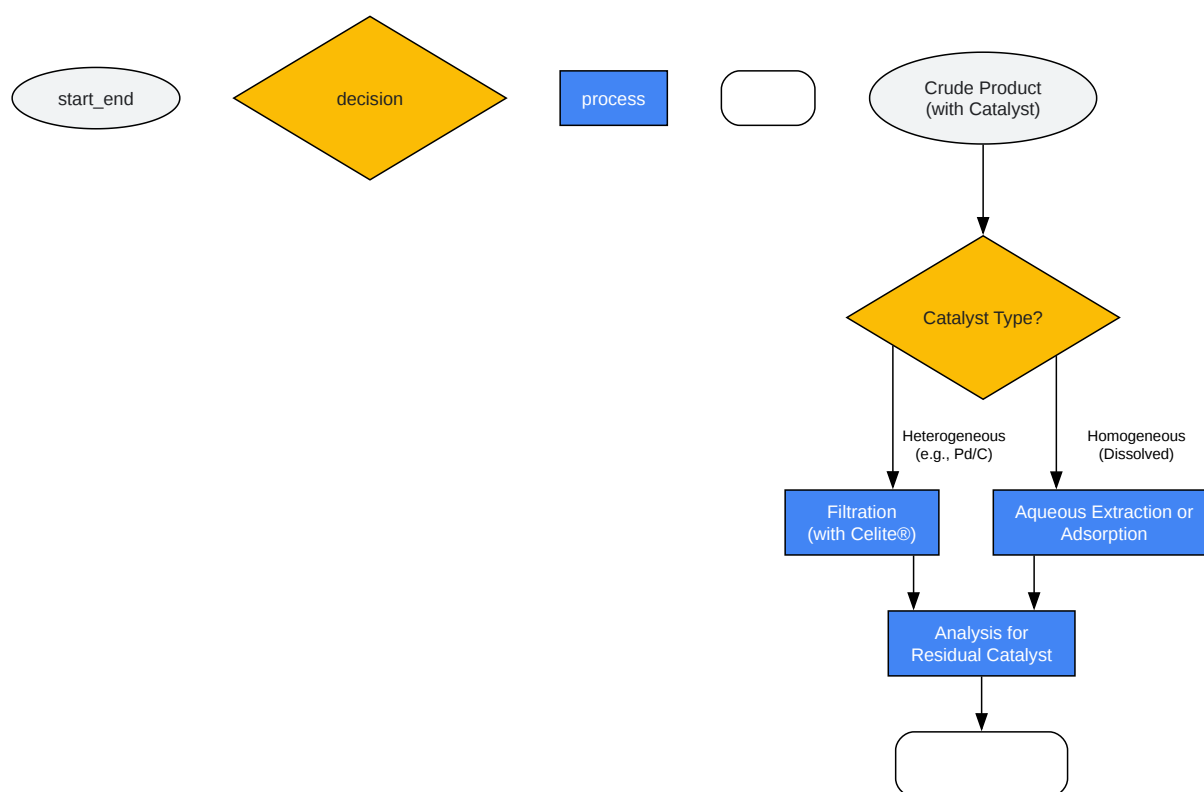 start_end
decision
process
Crude Product
(with Catalyst)
Catalyst Type?
Heterogeneous
(e.g., Pd/C)
Homogeneous
(Dissolved)
Filtration
(with Celite®)
Aqueous Extraction or
Adsorption
Analysis for
Residual Catalyst